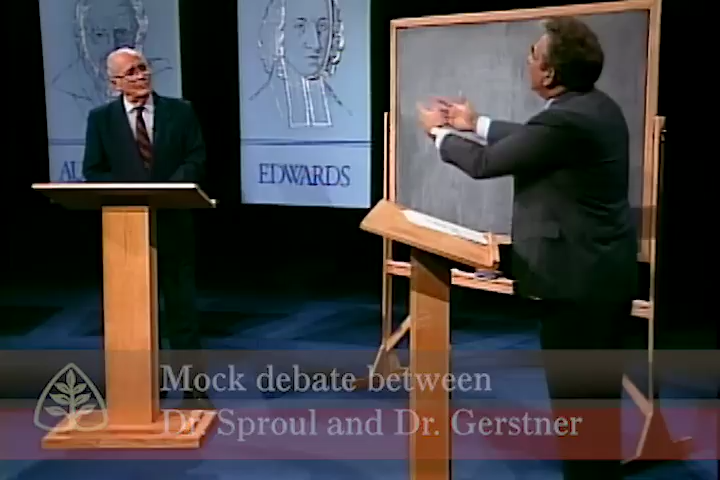 EDWARDS
Mock debate between
Dr. Sproul and Dr. Gerstner